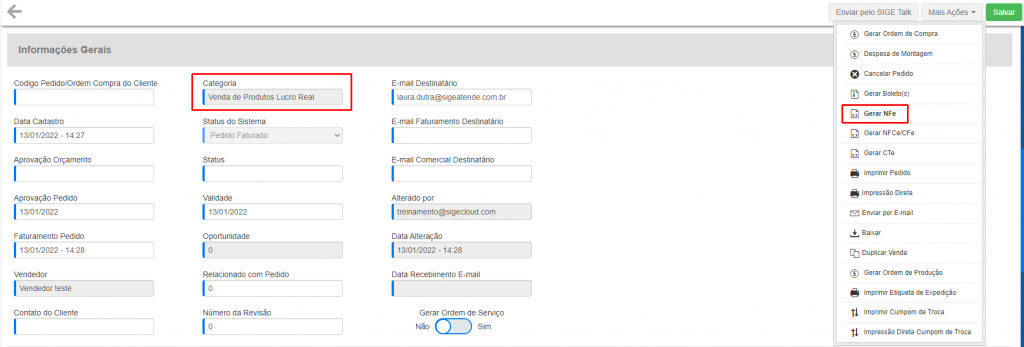 Enviar pelo SIGE Talk
Mais Ações
Salvar
Informações Gerais
Codigo Pedido/Ordem Compra do Cliente
Categoria
Venda de Produtos Lucro Real
E-mail Destinatário
laura.dutra@sigeatende.com.br
Data Cadastro
13/01/2022 - 14:27
Status do Sistema
Pedido Faturado
E-mail Faturamento Destinatário
Aprovação Orçamento
Status
E-mail Comercial Destinatário
Aprovação Pedido
13/01/2022
Validade
13/01/2022
Alterado por
treinamento@sigecloud.com
Faturamento Pedido
13/01/2022 - 14:28
Oportunidade
0
Data Alteração
13/01/2022 - 14:28
Vendedor
Vendedor teste
Relacionado com Pedido
0
Data Recebimento E-mail
Contato do Cliente
Número da Revisão
0
Gerar Ordem de Serviço
Não
Sim
Gerar Ordem de Compra
Despesa de Montagem
Cancelar Pedido
Gerar Boleto(s)
Gerar NFe
Gerar NFCe/CFe
Gerar CTe
Imprimir Pedido
Impressão Direta
Enviar por E-mail
Baixar
Duplicar Venda
Gerar Ordem de Produção
Imprimir Etiqueta de Expedição
Imprimir Cumpom de Troca
Impressão Direta Cumpom de Troca